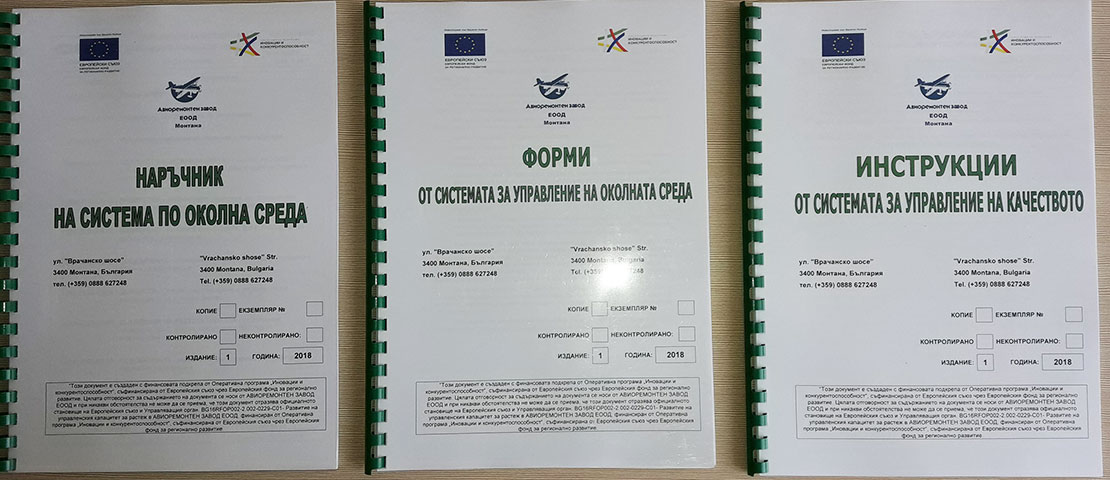 ЕВРОПЕЙСКИ СЪЮЗ
ЕВРОПЕЙСКИ ФОНД
ЗА РЕГИОНАЛНО РАЗВИТИЕ
ИНОВАЦИИ И
КОНКУРЕНТОСПОСОБНОСТ
Авиоремонтен завод
ЕООД
Монтана
НАРЪЧНИК
НА СИСТЕМА ПО ОКОЛНА СРЕДА
ул. "Врачанско шосе"
3400 Монтана, България
тел. (+359) 0888 627248
"Vrachansko shose" Str.
3400 Montana, Bulgaria
Tel. (+359) 0888 627248
КОПИЕ ЕКЗЕМПЛЯР №
КОНТРОЛИРАНО НЕКОНТРОЛИРАНО:
ИЗДАНИЕ: 1 ГОДИНА: 2018
"Този документ е създаден с финансовата подкрепа от Оперативна програма „Иновации и
конкурентоспособност", съфинансирана от Европейския съюз чрез Европейския фонд за регионално
развитие. Цялата отговорност за съдържанието на документа се носи от АВИОРЕМОНТЕН ЗАВОД
ЕООД и при никакви обстоятелства не може да се приема, че този документ отразява официалното
становище на Европейския съюз и Управляващия орган. BG16RFOP002-2.002-0229-C01- Развитие на
управленския капацитет за растеж в АВИОРЕМОНТЕН ЗАВОД ЕООД, финансиран от Оперативна
програма „Иновации и конкурентоспособност", съфинансирана от Европейския съюз чрез Европейския
фонд за регионално развитие
ЕВРОПЕЙСКИ СЪЮЗ
ЕВРОПЕЙСКИ ФОНД
ЗА РЕГИОНАЛНО РАЗВИТИЕ
ИНОВАЦИИ И
КОНКУРЕНТОСПОСОБНОСТ
Авиоремонтен завод
ЕООД
Монтана
ФОРМИ
ОТ СИСТЕМАТА ЗА УПРАВЛЕНИЕ НА ОКОЛНАТА СРЕДА
ул. "Врачанско шосе"
3400 Монтана, България
тел. (+359) 0888 627248
"Vrachansko shose" Str.
3400 Montana, Bulgaria
Tel. (+359) 0888 627248
КОПИЕ ЕКЗЕМПЛЯР №
КОНТРОЛИРАНО НЕКОНТРОЛИРАНО:
ИЗДАНИЕ: 1 ГОДИНА: 2018
"Този документ е създаден с финансовата подкрепа от Оперативна програма „Иновации и
конкурентоспособност", съфинансирана от Европейския съюз чрез Европейския фонд за регионално
развитие. Цялата отговорност за съдържанието на документа се носи от АВИОРЕМОНТЕН ЗАВОД
ЕООД и при никакви обстоятелства не може да се приема, че този документ отразява официалното
становище на Европейския съюз и Управляващия орган. BG16RFOP002-2.002-0229-C01- Развитие на
управленския капацитет за растеж в АВИОРЕМОНТЕН ЗАВОД ЕООД, финансиран от Оперативна
програма „Иновации и конкурентоспособност", съфинансирана от Европейския съюз чрез Европейския
фонд за регионално развитие
ЕВРОПЕЙСКИ СЪЮЗ
ЕВРОПЕЙСКИ ФОНД
ЗА РЕГИОНАЛНО РАЗВИТИЕ
ИНОВАЦИИ И
КОНКУРЕНТОСПОСОБНОСТ
Авиоремонтен завод
ЕООД
Монтана
ИНСТРУКЦИИ
ОТ СИСТЕМАТА ЗА УПРАВЛЕНИЕ НА КАЧЕСТВОТО
ул. "Врачанско шосе"
3400 Монтана, България
тел. (+359) 0888 627248
"Vrachansko shose" Str.
3400 Montana, Bulgaria
Tel. (+359) 0888 627248
КОПИЕ ЕКЗЕМПЛЯР №
КОНТРОЛИРАНО НЕКОНТРОЛИРАНО:
ИЗДАНИЕ: 1 ГОДИНА: 2018
"Този документ е създаден с финансовата подкрепа от Оперативна програма „Иновации и
конкурентоспособност", съфинансирана от Европейския съюз чрез Европейския фонд за регионално
развитие. Цялата отговорност за съдържанието на документа се носи от АВИОРЕМОНТЕН ЗАВОД
ЕООД и при никакви обстоятелства не може да се приема, че този документ отразява официалното
становище на Европейския съюз и Управляващия орган. BG16RFOP002-2.002-0229-C01- Развитие на
управленския капацитет за растеж в АВИОРЕМОНТЕН ЗАВОД ЕООД, финансиран от Оперативна
програма „Иновации и конкурентоспособност", съфинансирана от Европейския съюз чрез Европейския
фонд за регионално развитие